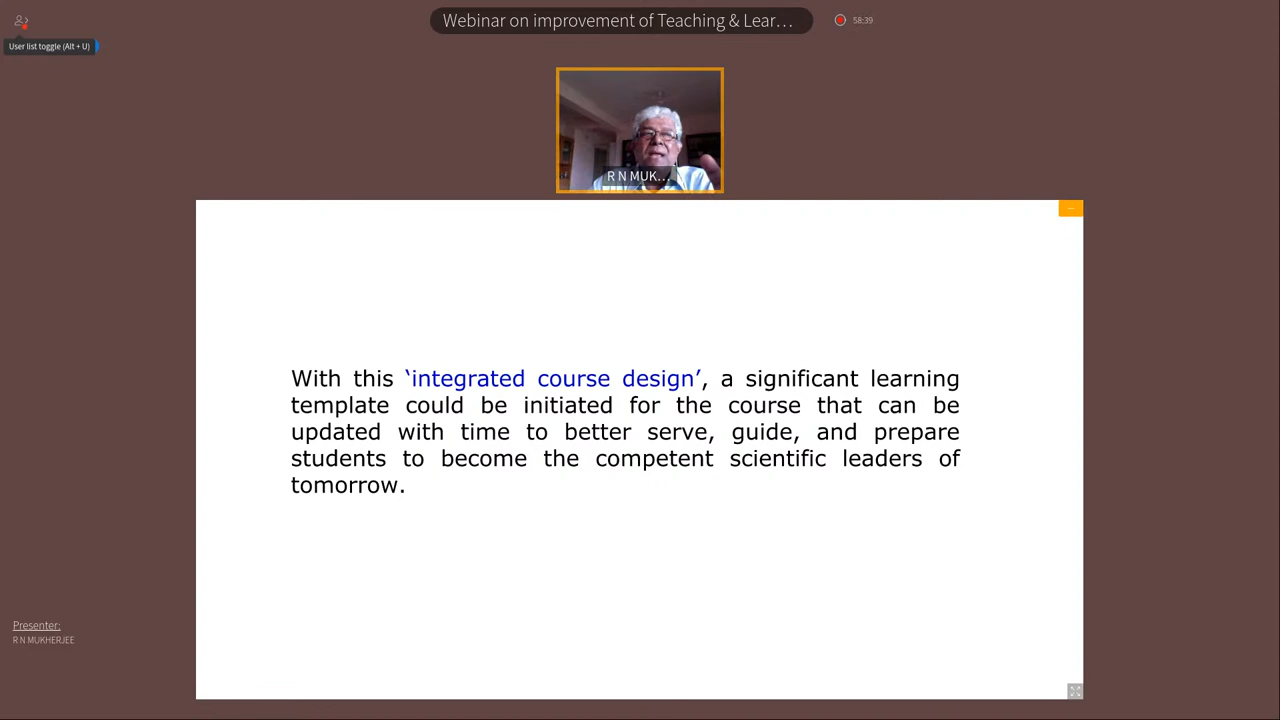 Webinar on improvement of Teaching & Lear…
58:39
User list toggle (Alt + U)
R N MUK…
With this ‘integrated course design’, a significant learning
template could be initiated for the course that can be
updated with time to better serve, guide, and prepare
students to become the competent scientific leaders of
tomorrow.
Presenter:
R N MUKHERJEE